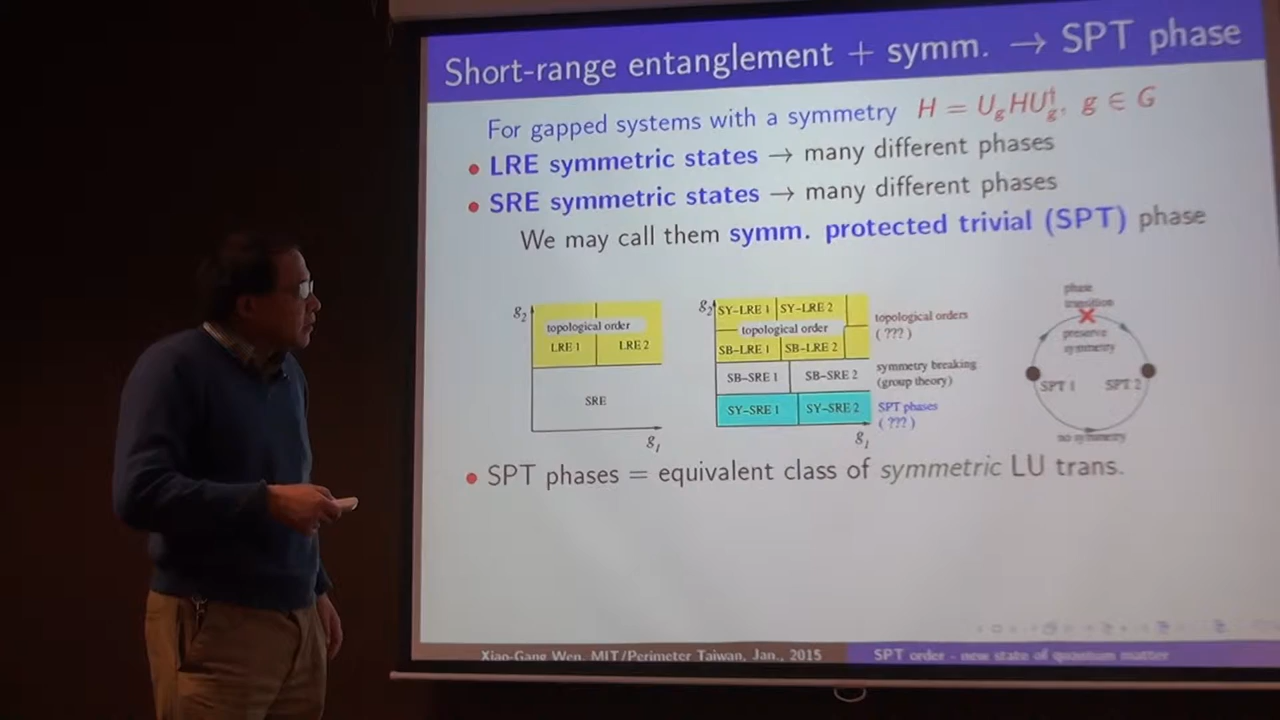 Short-range entanglement + symm. → SPT phase
For gapped systems with a symmetry H = U_g H U_g^†, g ∈ G
• LRE symmetric states → many different phases
• SRE symmetric states → many different phases
We may call them symm. protected trivial (SPT) phase
g₂
topological order
LRE 1 LRE 2
SRE
g₁
g₂
SY-LRE 1 SY-LRE 2
topological order
SB-LRE 1 SB-LRE 2
SB-SRE 1 SB-SRE 2
SY-SRE 1 SY-SRE 2
g₁
topological orders
( ??? )
symmetry breaking
(group theory)
SPT phases
( ??? )
phase
transition
preserve
symmetry
SPT 1 SPT 2
no symmetry
• SPT phases = equivalent class of symmetric LU trans.
Xiao-Gang Wen, MIT/Perimeter Taiwan, Jan., 2015
SPT order - new state of quantum matter